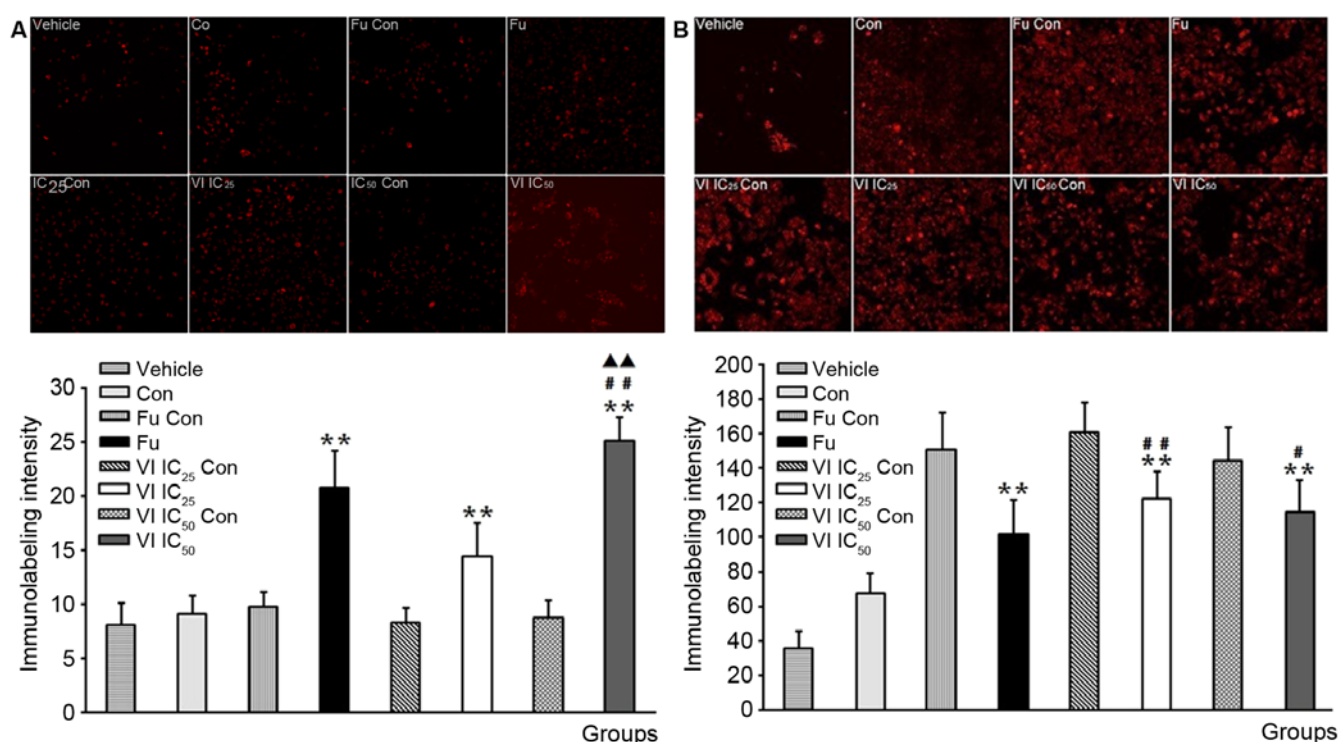 A
Vehicle
Co
Fu Con
Fu
IC25 Con
VI IC25
IC50 Con
VI IC50
Immunolabeling intensity
30
25
20
15
10
5
0
Vehicle
Con
Fu Con
Fu
VI IC25 Con
VI IC25
VI IC50 Con
VI IC50
**
**
▲▲
# #
**
Groups
B
Vehicle
Con
Fu Con
Fu
VI IC25 Con
VI IC25
VI IC50 Con
VI IC50
Immunolabeling intensity
200
180
160
140
120
100
80
60
40
20
0
Vehicle
Con
Fu Con
Fu
VI IC25 Con
VI IC25
VI IC50 Con
VI IC50
**
# #
**
#
**
Groups